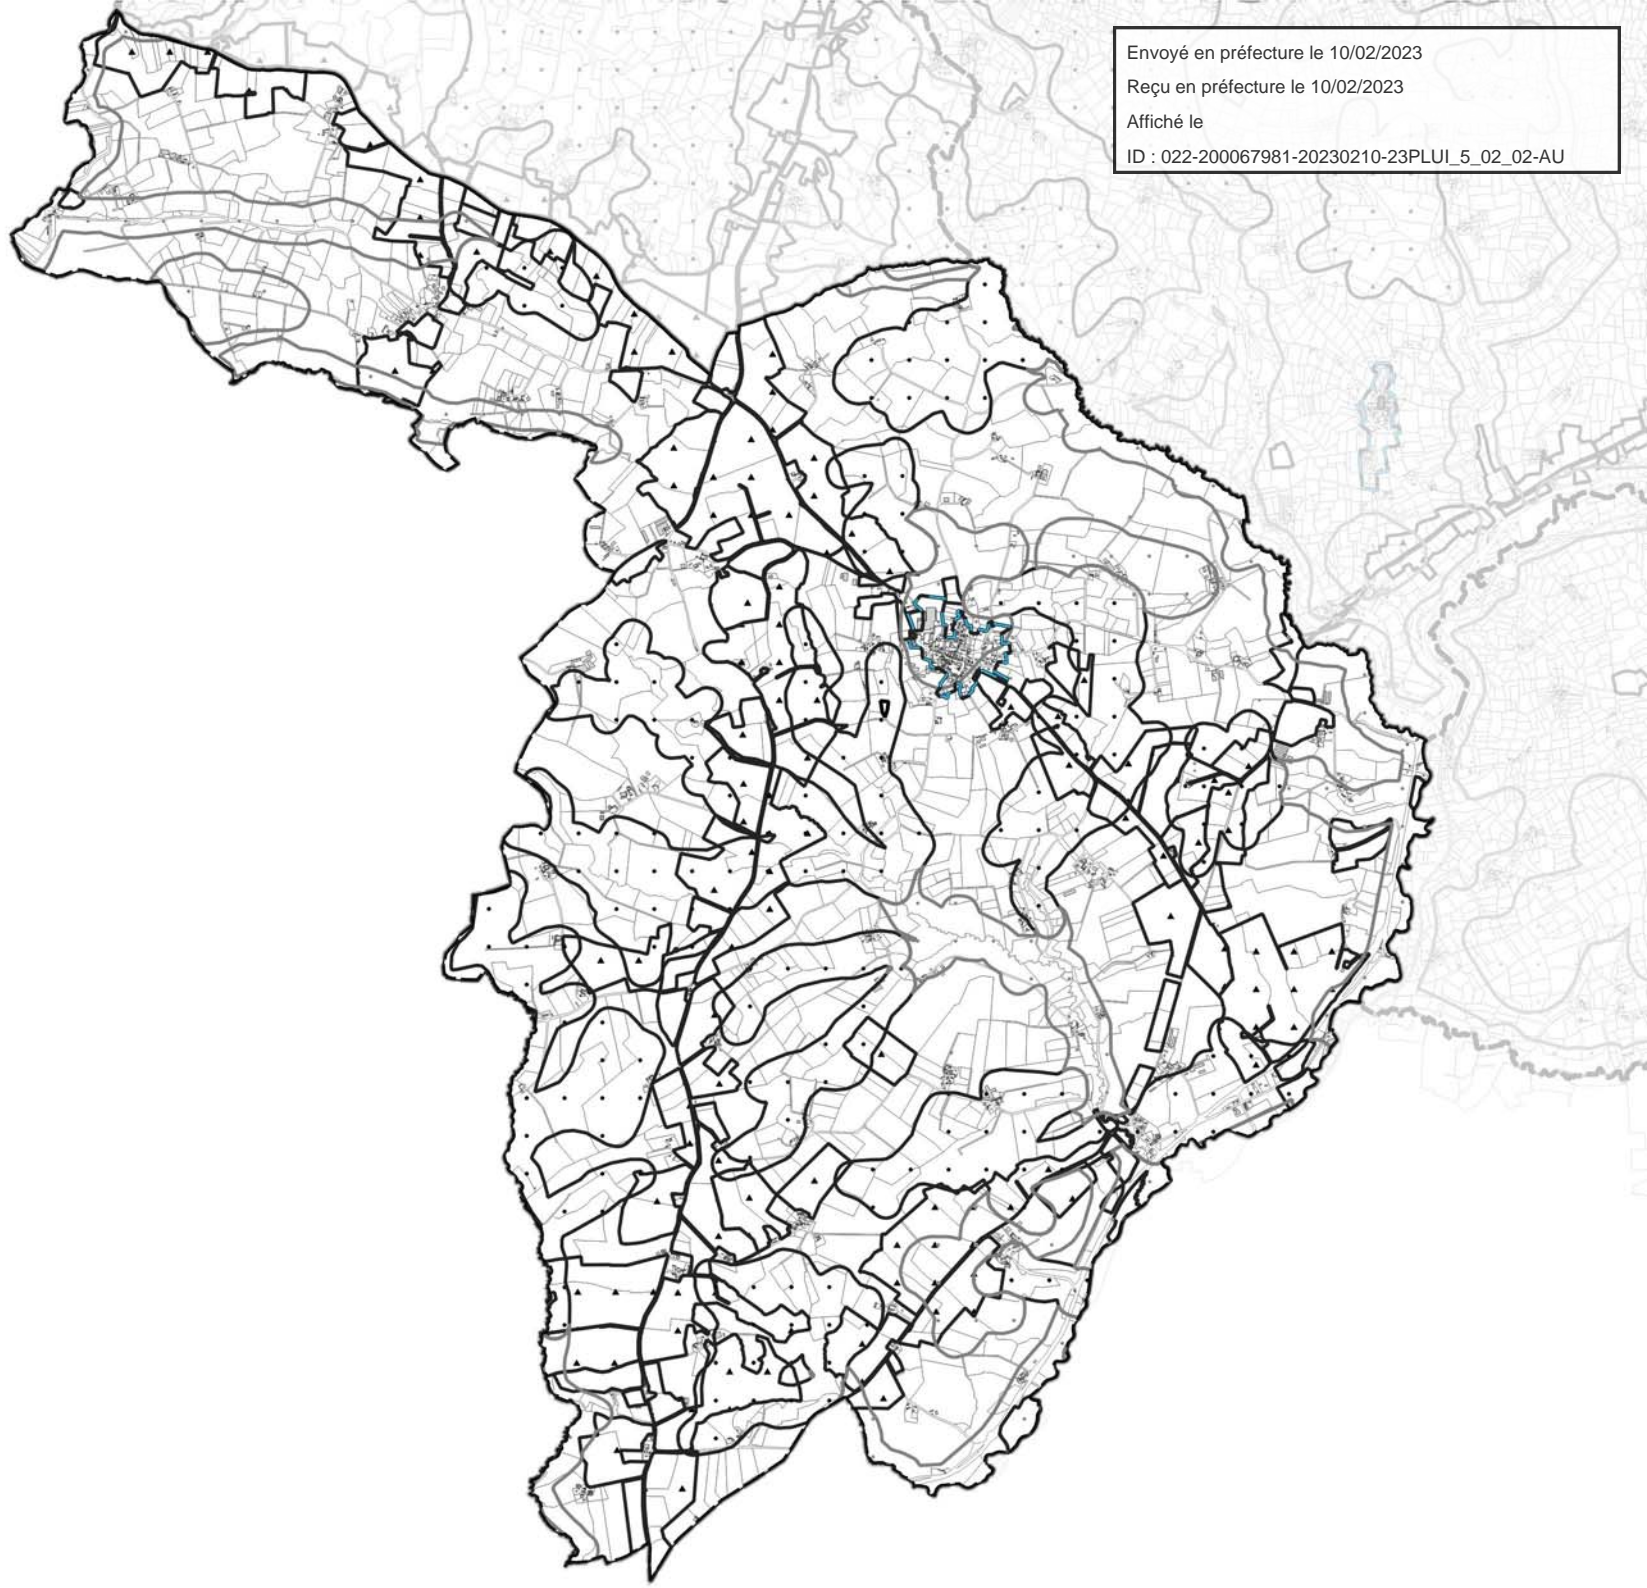 Envoyé en préfecture le 10/02/2023
Reçu en préfecture le 10/02/2023
Affiché le
ID : 022-200067981-20230210-23PLUI_5_02_02-AU